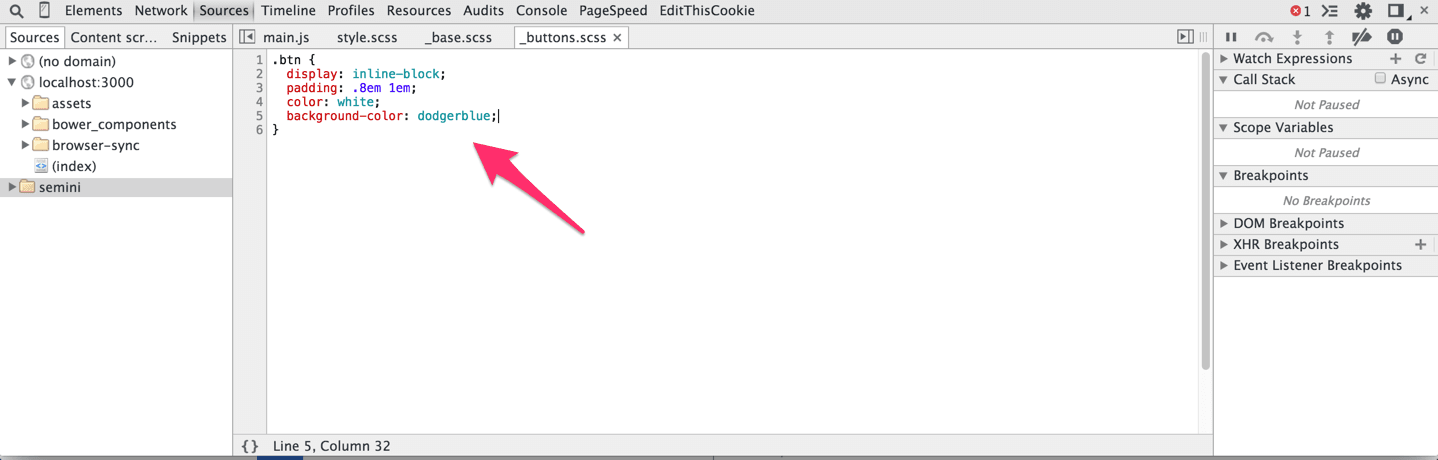 Elements Network Sources Timeline Profiles Resources Audits Console PageSpeed EditThisCookie 1
Sources Content scr... Snippets
(no domain)
localhost:3000
assets
bower_components
browser-sync
(index)
semini
main.js style.scss _base.scss _buttons.scss
1 .btn {
2 display: inline-block;
3 padding: .8em 1em;
4 color: white;
5 background-color: dodgerblue;
6 }
{} Line 5, Column 32
Watch Expressions
Call Stack Async
Not Paused
Scope Variables
Not Paused
Breakpoints
No Breakpoints
DOM Breakpoints
XHR Breakpoints
Event Listener Breakpoints